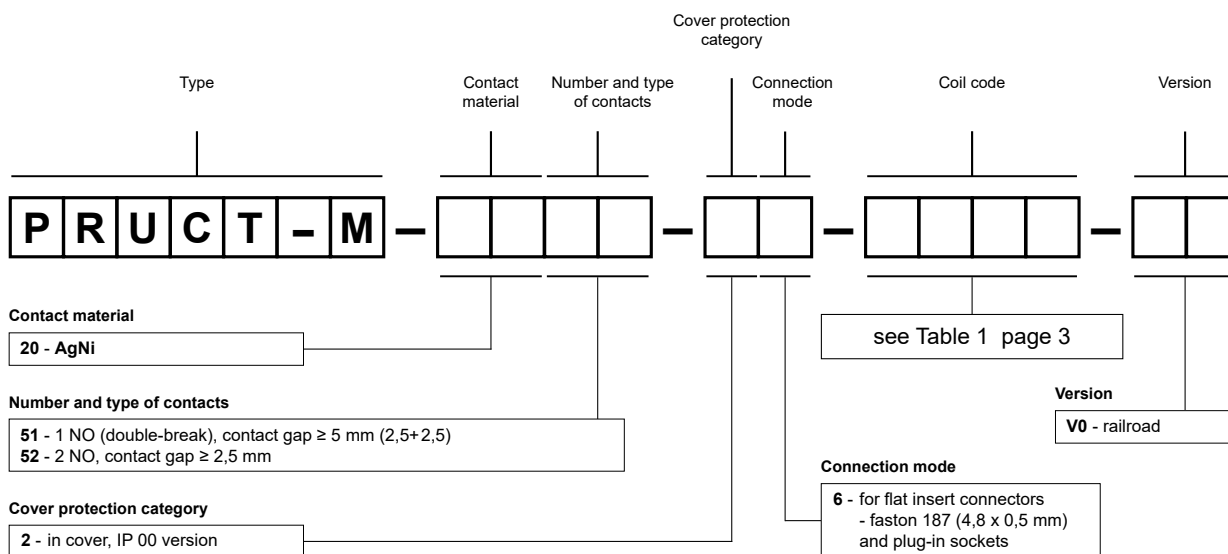 Cover protection
category
Type
Contact
material
Number and type
of contacts
Connection
mode
Coil code
Version
PRUCT-M – – – –
Contact material
20 - AgNi
see Table 1 page 3
Number and type of contacts
51 - 1 NO (double-break), contact gap ≥ 5 mm (2,5+2,5)
52 - 2 NO, contact gap ≥ 2,5 mm
Version
V0 - railroad
Cover protection category
2 - in cover, IP 00 version
Connection mode
6 - for flat insert connectors
- faston 187 (4,8 x 0,5 mm)
and plug-in sockets